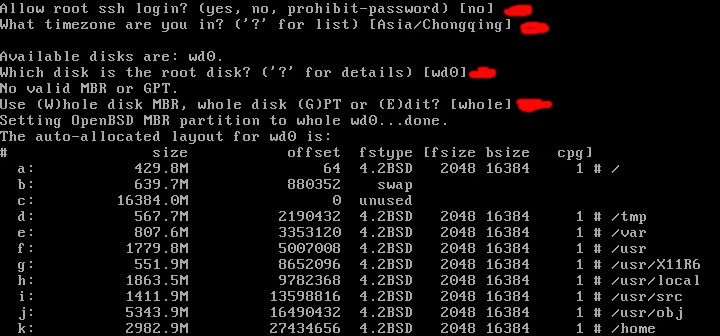 Allow root ssh login? (yes, no, prohibit-password) [no]
What timezone are you in? ('?' for list) [Asia/Chongqing]
Available disks are: wd0.
Which disk is the root disk? ('?' for details) [wd0]
No valid MBR or GPT.
Use (W)hole disk MBR, whole disk (G)PT or (E)dit? [whole]
Setting OpenBSD MBR partition to whole wd0...done.
The auto-allocated layout for wd0 is:
#                size           offset  fstype [fsize bsize   cpg]
  a:           429.8M               64  4.2BSD   2048 16384     1 # /
  b:           639.7M           880352    swap
  c:         16384.0M                0  unused
  d:           567.7M          2190432  4.2BSD   2048 16384     1 # /tmp
  e:           807.6M          3353120  4.2BSD   2048 16384     1 # /var
  f:          1779.8M          5007008  4.2BSD   2048 16384     1 # /usr
  g:           551.9M          8652096  4.2BSD   2048 16384     1 # /usr/X11R6
  h:          1863.5M          9782368  4.2BSD   2048 16384     1 # /usr/local
  i:          1411.9M         13598816  4.2BSD   2048 16384     1 # /usr/src
  j:          5343.9M         16490432  4.2BSD   2048 16384     1 # /usr/obj
  k:          2982.9M         27434656  4.2BSD   2048 16384     1 # /home